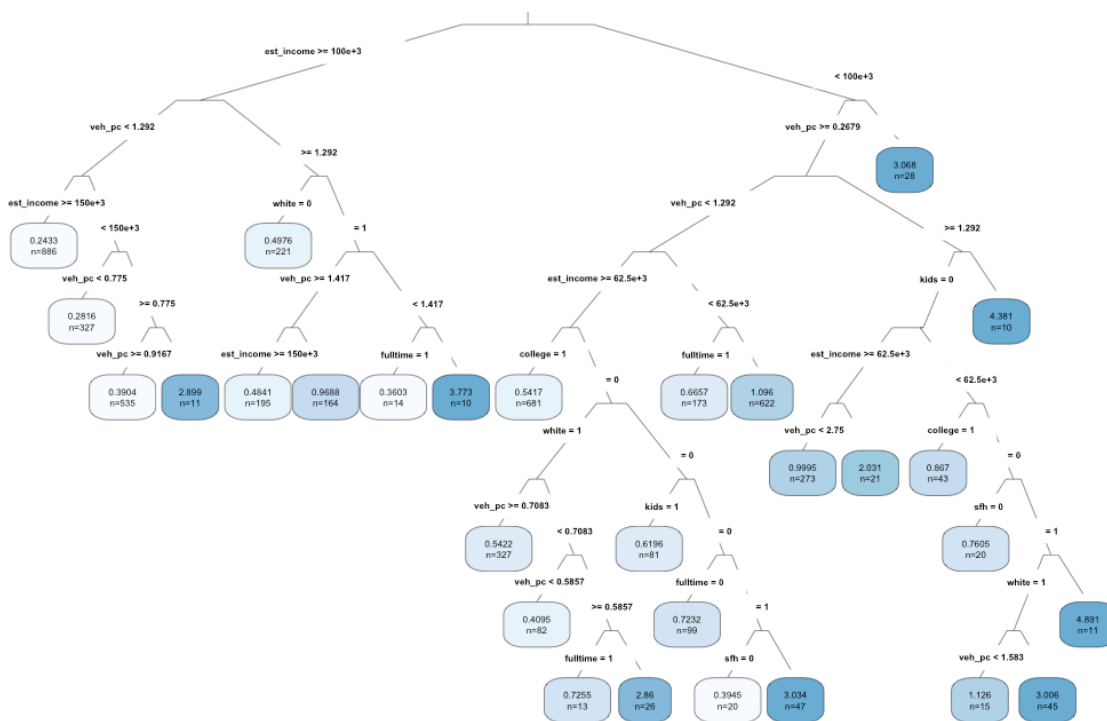 est_income >= 100e+3
< 100e+3
veh_pc < 1.292
veh_pc >= 0.2679
>= 1.292
3.068
n=28
est_income >= 150e+3
white = 0
veh_pc < 1.292
< 150e+3
= 1
>= 1.292
0.2433
n=886
0.4976
n=221
veh_pc < 0.775
veh_pc >= 1.417
est_income >= 62.5e+3
kids = 0
>= 0.775
< 1.417
< 62.5e+3
0.2816
n=327
4.381
n=10
veh_pc >= 0.9167
est_income >= 150e+3
fulltime = 1
college = 1
fulltime = 1
est_income >= 62.5e+3
= 0
< 62.5e+3
0.3904
n=535
2.899
n=11
0.4841
n=195
0.9688
n=164
0.3603
n=14
3.773
n=10
0.5417
n=681
0.6657
n=173
1.096
n=622
white = 1
veh_pc < 2.75
college = 1
= 0
= 0
0.9995
n=273
2.031
n=21
0.867
n=43
veh_pc >= 0.7083
kids = 1
sfh = 0
< 0.7083
= 0
= 1
0.5422
n=327
0.6196
n=81
0.7605
n=20
veh_pc < 0.5857
fulltime = 0
white = 1
>= 0.5857
= 1
0.4095
n=82
0.7232
n=99
4.891
n=11
fulltime = 1
sfh = 0
veh_pc < 1.583
0.7255
n=13
2.86
n=26
0.3945
n=20
3.034
n=47
1.126
n=15
3.006
n=45